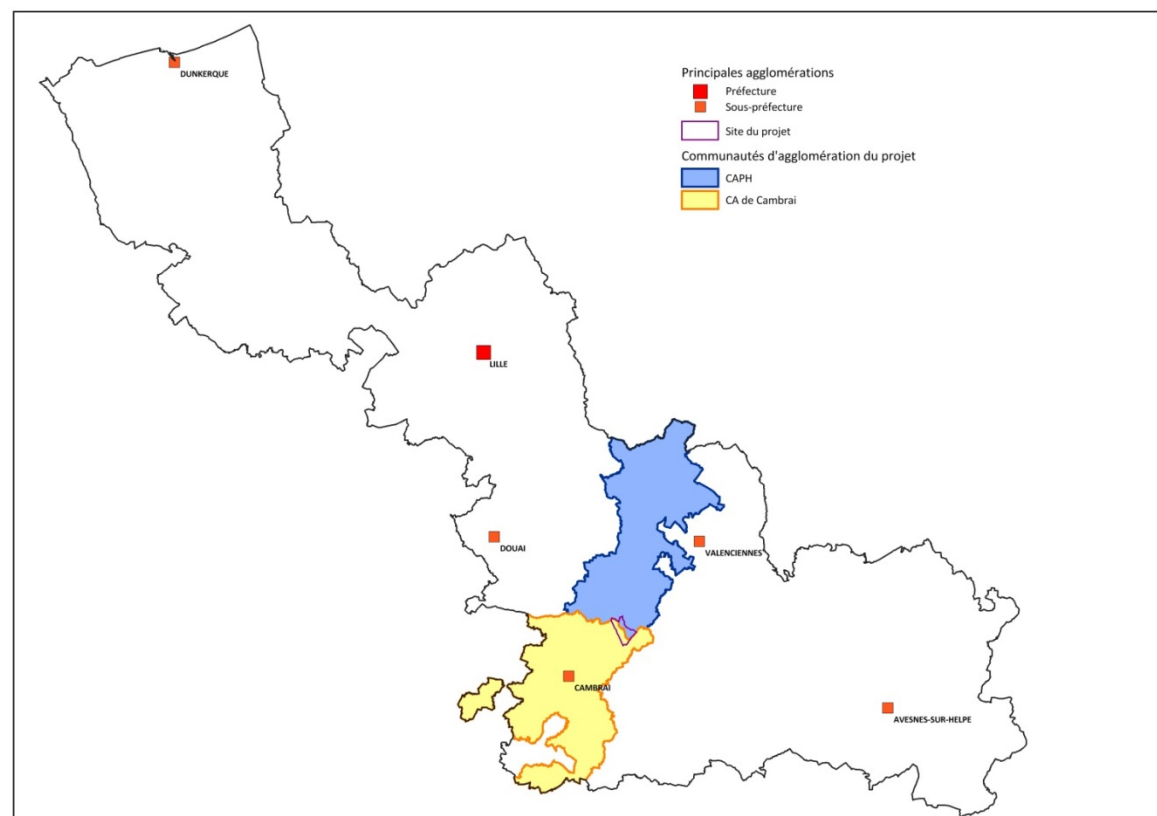 DUNKERQUE
Principales agglomérations
Préfecture
Sous-préfecture
Site du projet
Communautés d'agglomération du projet
CAPH
CA de Cambrai
LILLE
DOUAI
VALENCIENNES
CAMBRAI
AVESNES-SUR-HELPE